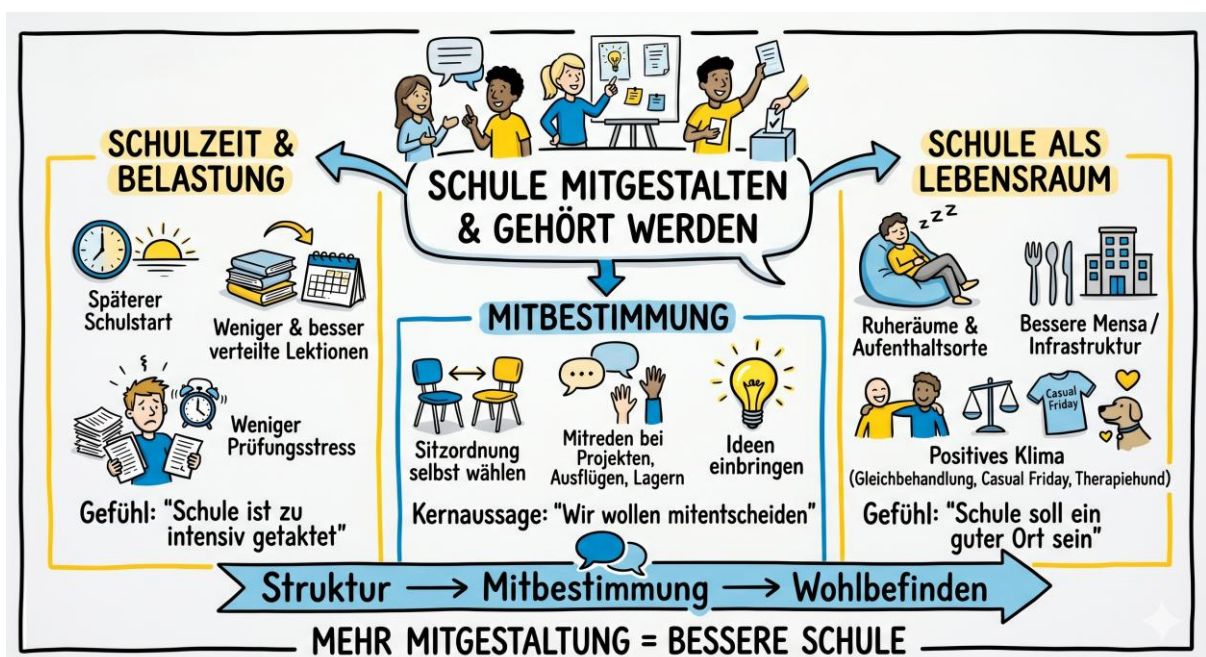 SCHULE MITGESTALTEN
& GEHÖRT WERDEN
SCHULZEIT &
BELASTUNG
Späterer
Schulstart
Weniger & besser
verteilte Lektionen
Weniger
Prüfungsstress
Gefühl: "Schule ist zu
intensiv getaktet"
MITBESTIMMUNG
Sitzordnung
selbst wählen
Mitreden bei
Projekten,
Ausflügen, Lagern
Ideen
einbringen
Kernaussage: "Wir wollen mitentscheiden"
SCHULE ALS
LEBENSRAUM
zzz
Ruheräume &
Aufenthaltsorte
Bessere Mensa/
Infrastruktur
Casual
Friday
Positives Klima
(Gleichbehandlung, Casual Friday, Therapiehund)
Gefühl: "Schule soll ein
guter Ort sein"
Struktur → Mitbestimmung → Wohlbefinden
MEHR MITGESTALTUNG = BESSERE SCHULE